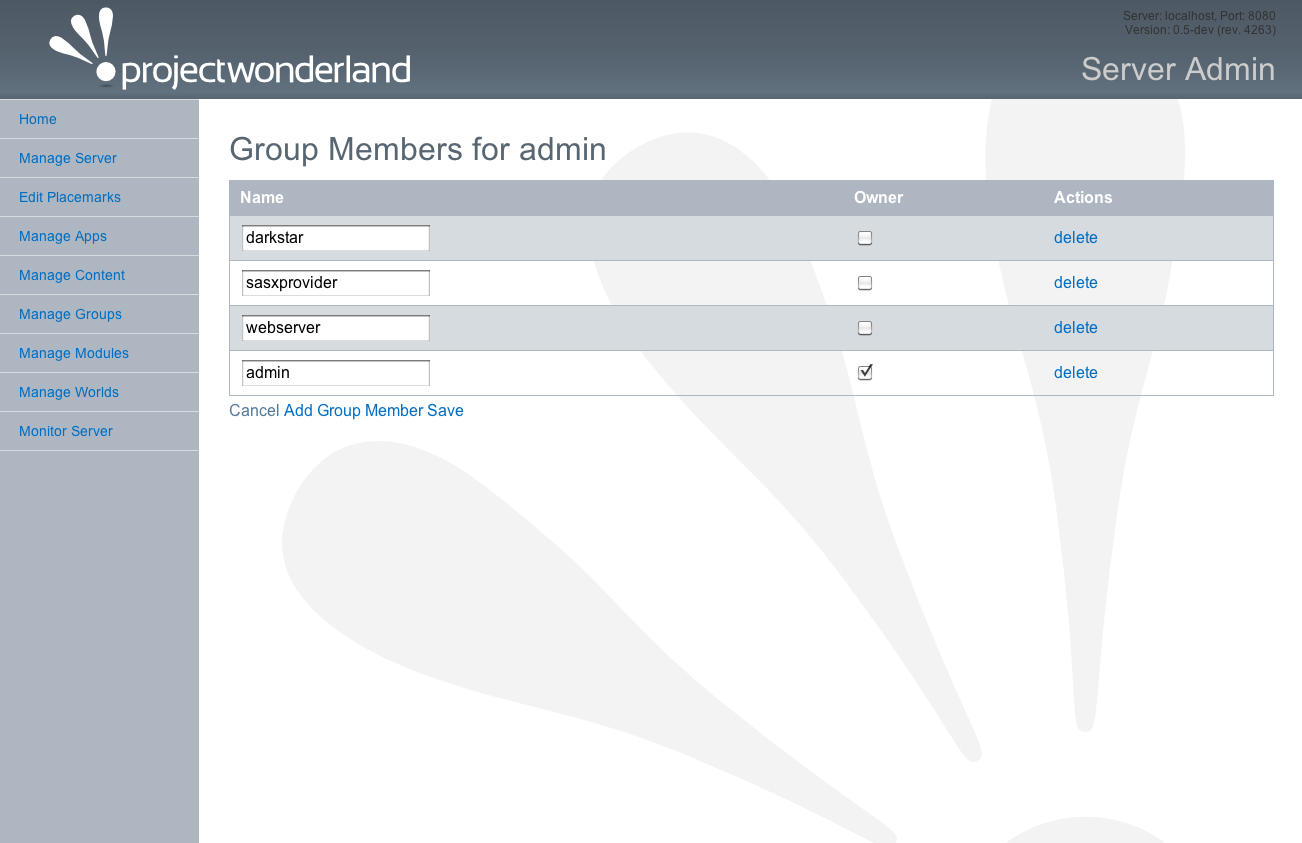 projectwonderland
Server: localhost, Port: 8080
Version: 0.5-dev (rev. 4263)
Server Admin
Home
Manage Server
Edit Placemarks
Manage Apps
Manage Content
Manage Groups
Manage Modules
Manage Worlds
Monitor Server
Group Members for admin
Name Owner Actions
darkstar delete
sasxprovider delete
webserver delete
admin delete
Cancel Add Group Member Save